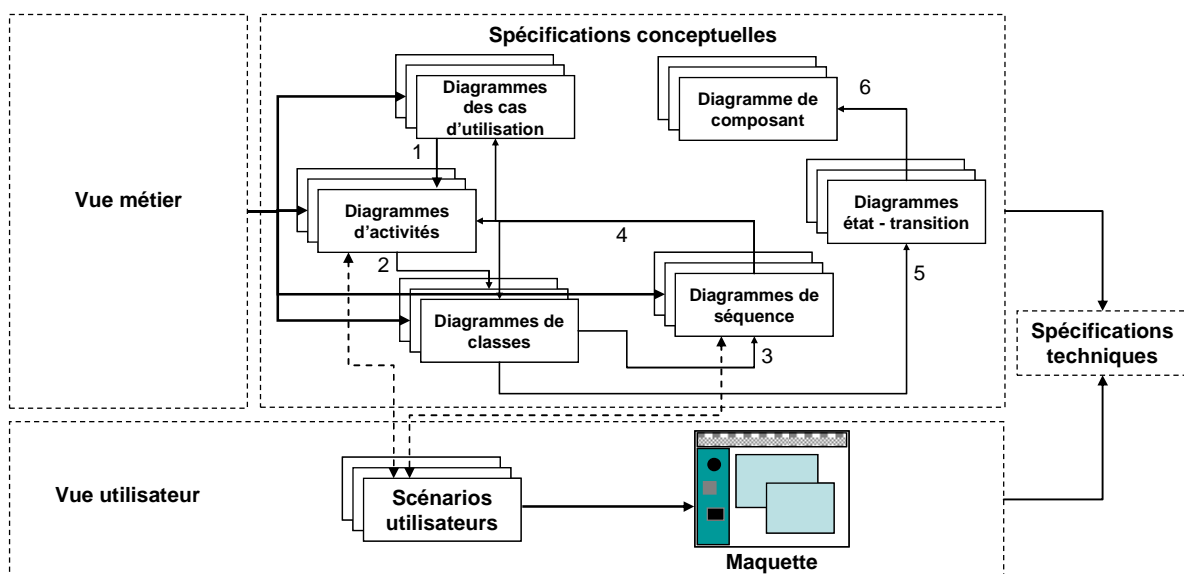 Spécifications conceptuelles
Diagrammes
des cas
d'utilisation
Diagramme de
composant
6
1
Vue métier
Diagrammes
d'activités
Diagrammes
état - transition
4
2
5
Diagrammes de
séquence
Diagrammes de
classes
3
Spécifications
techniques
Vue utilisateur
Scénarios
utilisateurs
Maquette